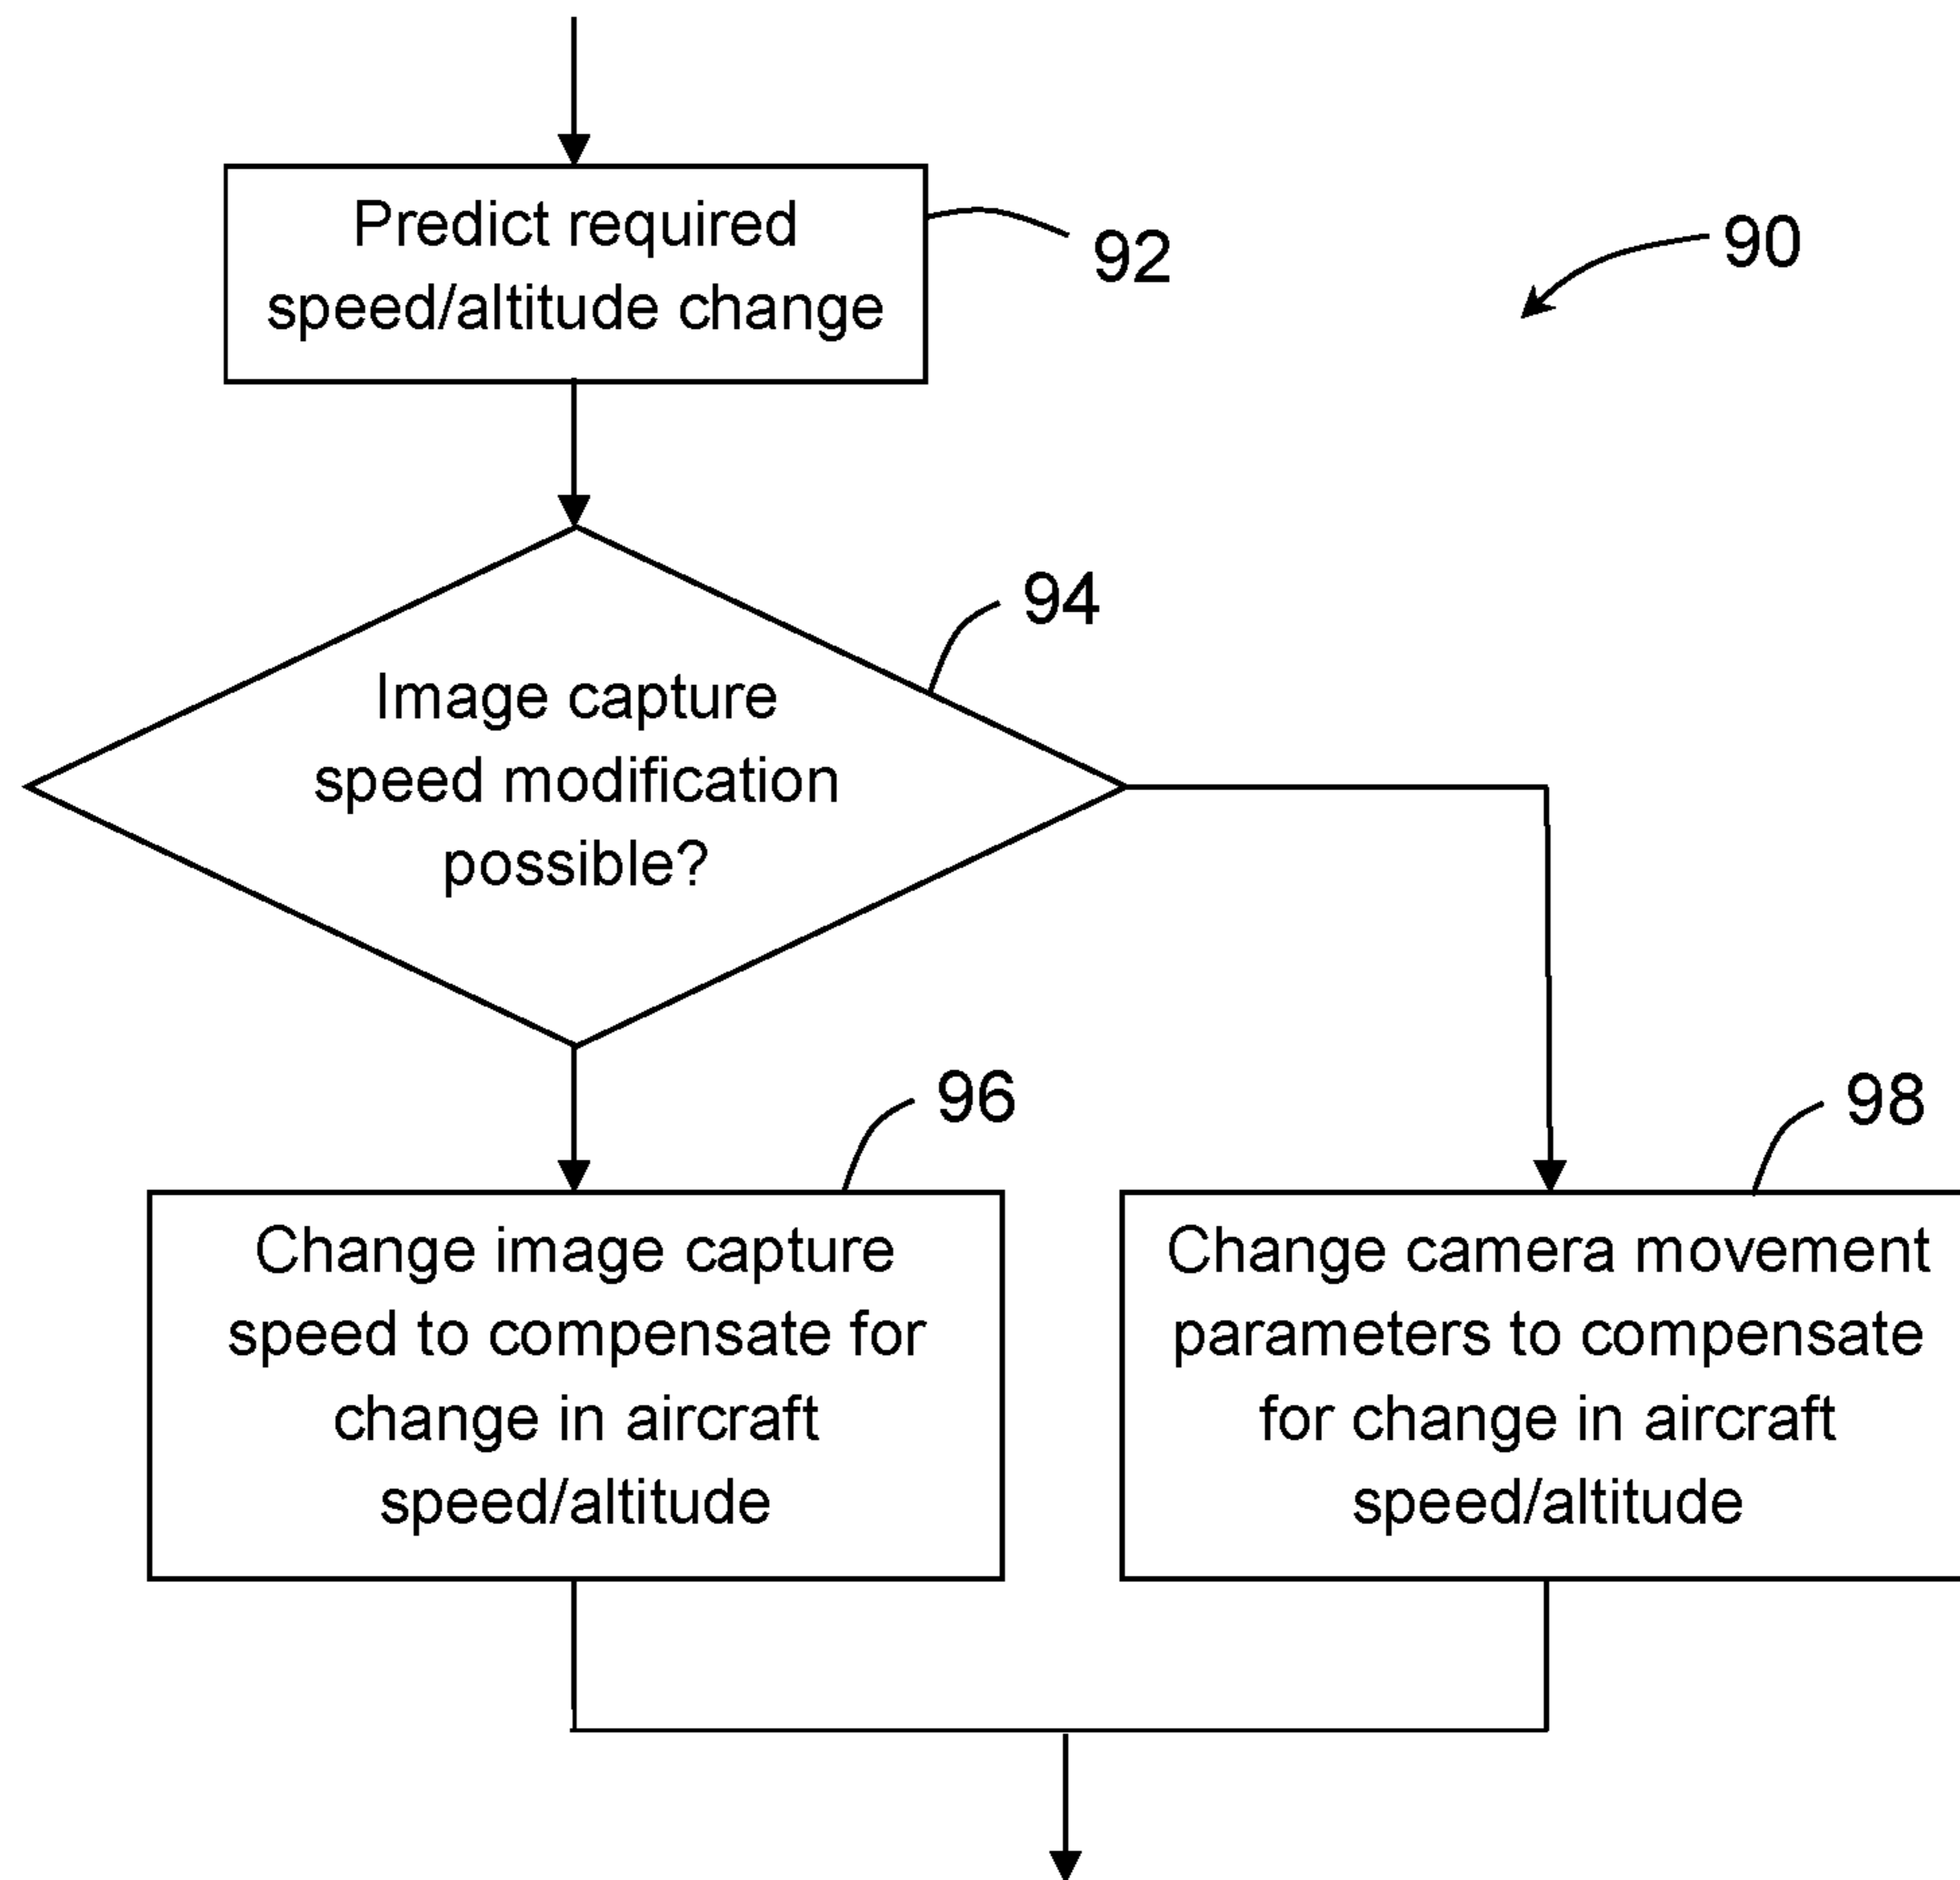 Predict required
speed/altitude change
92
90
94
Image capture
speed modification
possible?
96
98
Change image capture
speed to compensate for
change in aircraft
speed/altitude
Change camera movement
parameters to compensate
for change in aircraft
speed/altitude